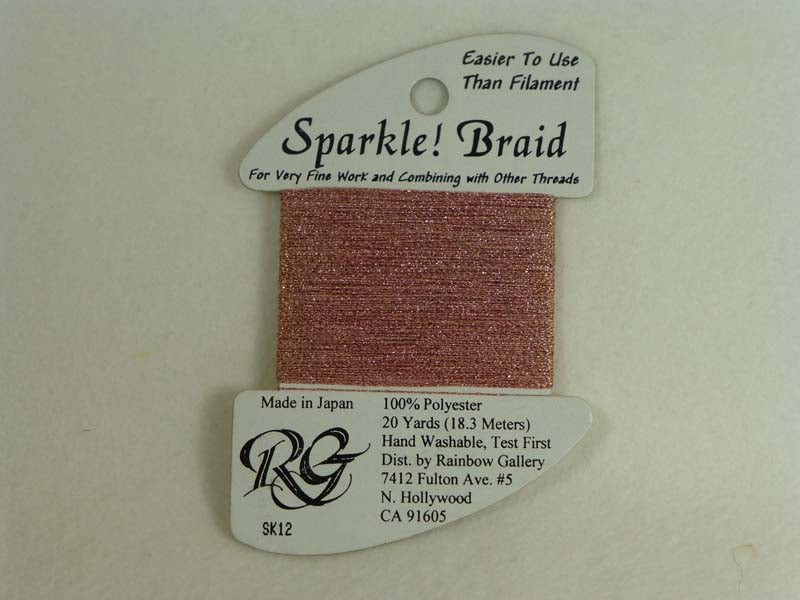 Easier To Use
Than Filament
Sparkle! Braid
For Very Fine Work and Combining with Other Threads
Made in Japan
RG
SK12
100% Polyester
20 Yards (18.3 Meters)
Hand Washable, Test First
Dist. by Rainbow Gallery
7412 Fulton Ave. #5
N. Hollywood
CA 91605